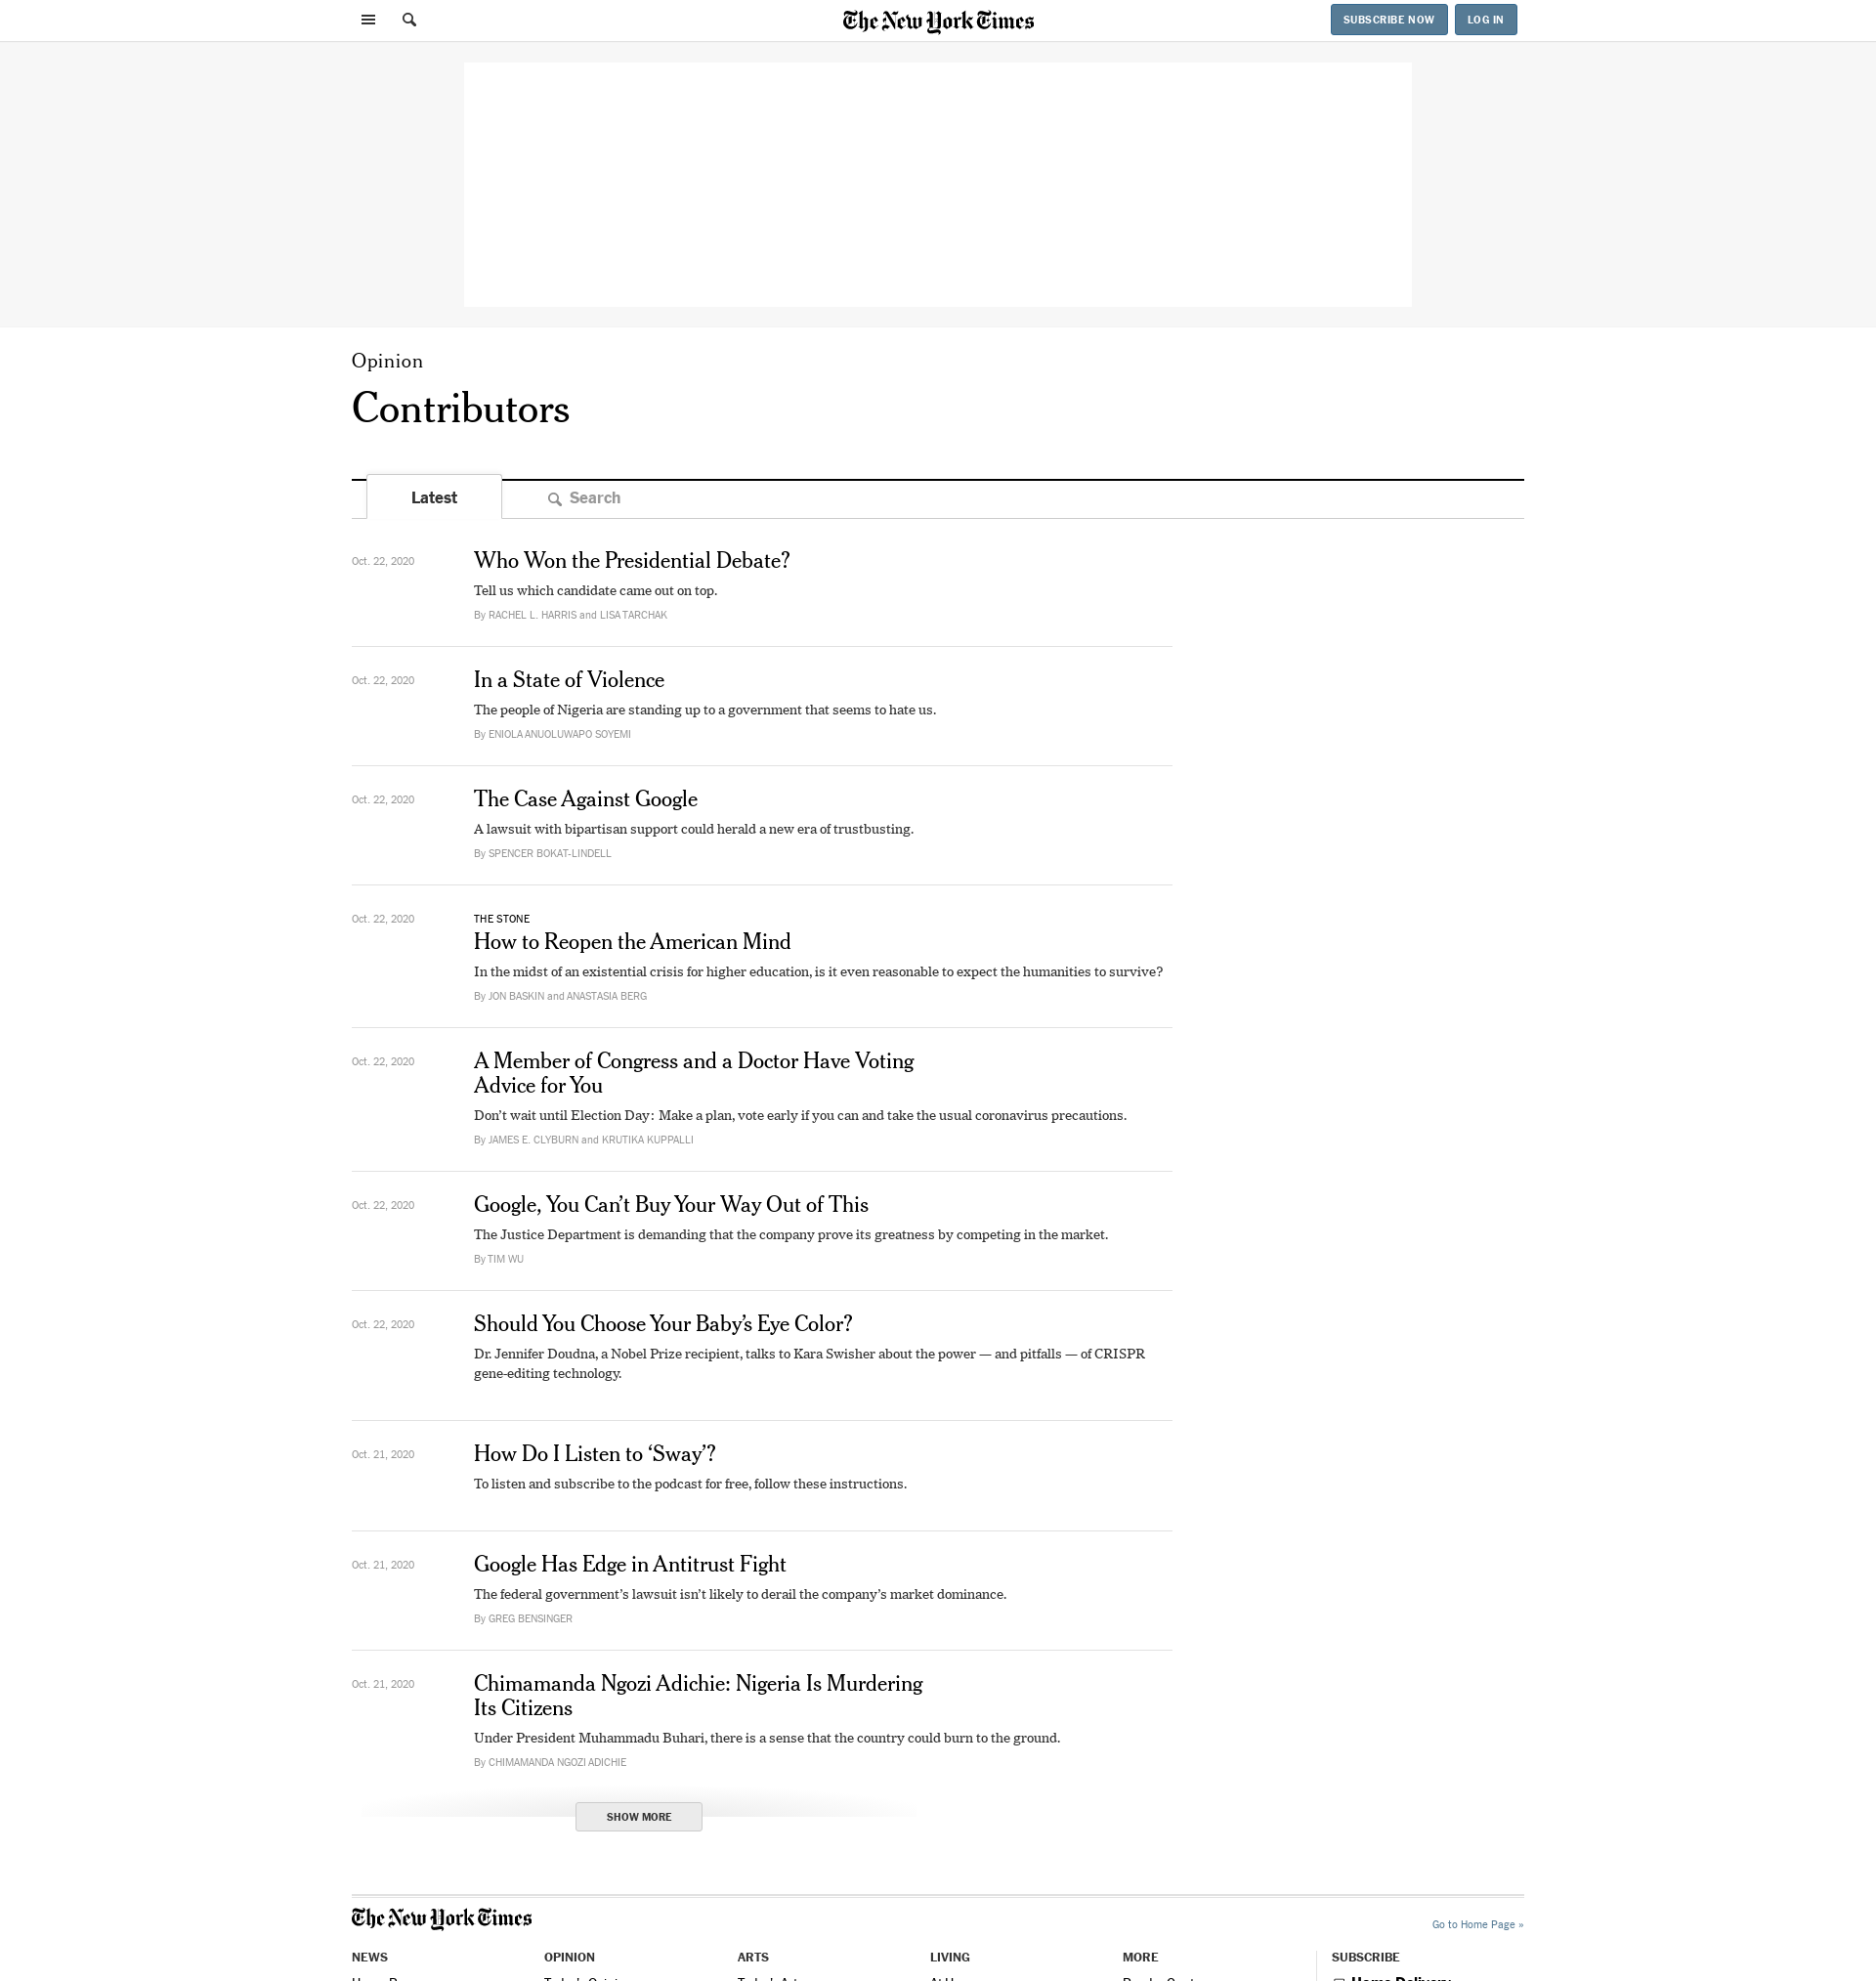 The New York Times
SUBSCRIBE NOW
LOG IN
Opinion
Contributors
Latest
Search
Oct. 22, 2020
Who Won the Presidential Debate?
Tell us which candidate came out on top.
By RACHEL L. HARRIS and LISA TARCHAK
Oct. 22, 2020
In a State of Violence
The people of Nigeria are standing up to a government that seems to hate us.
By ENIOLA ANUOLUWAPO SOYEMI
Oct. 22, 2020
The Case Against Google
A lawsuit with bipartisan support could herald a new era of trustbusting.
By SPENCER BOKAT-LINDELL
Oct. 22, 2020
THE STONE
How to Reopen the American Mind
In the midst of an existential crisis for higher education, is it even reasonable to expect the humanities to survive?
By JON BASKIN and ANASTASIA BERG
Oct. 22, 2020
A Member of Congress and a Doctor Have Voting
Advice for You
Don’t wait until Election Day: Make a plan, vote early if you can and take the usual coronavirus precautions.
By JAMES E. CLYBURN and KRUTIKA KUPPALLI
Oct. 22, 2020
Google, You Can’t Buy Your Way Out of This
The Justice Department is demanding that the company prove its greatness by competing in the market.
By TIM WU
Oct. 22, 2020
Should You Choose Your Baby’s Eye Color?
Dr. Jennifer Doudna, a Nobel Prize recipient, talks to Kara Swisher about the power — and pitfalls — of CRISPR
gene-editing technology.
Oct. 21, 2020
How Do I Listen to ‘Sway’?
To listen and subscribe to the podcast for free, follow these instructions.
Oct. 21, 2020
Google Has Edge in Antitrust Fight
The federal government’s lawsuit isn’t likely to derail the company’s market dominance.
By GREG BENSINGER
Oct. 21, 2020
Chimamanda Ngozi Adichie: Nigeria Is Murdering
Its Citizens
Under President Muhammadu Buhari, there is a sense that the country could burn to the ground.
By CHIMAMANDA NGOZI ADICHIE
SHOW MORE
The New York Times
Go to Home Page »
NEWS
OPINION
ARTS
LIVING
MORE
SUBSCRIBE
Home Delivery